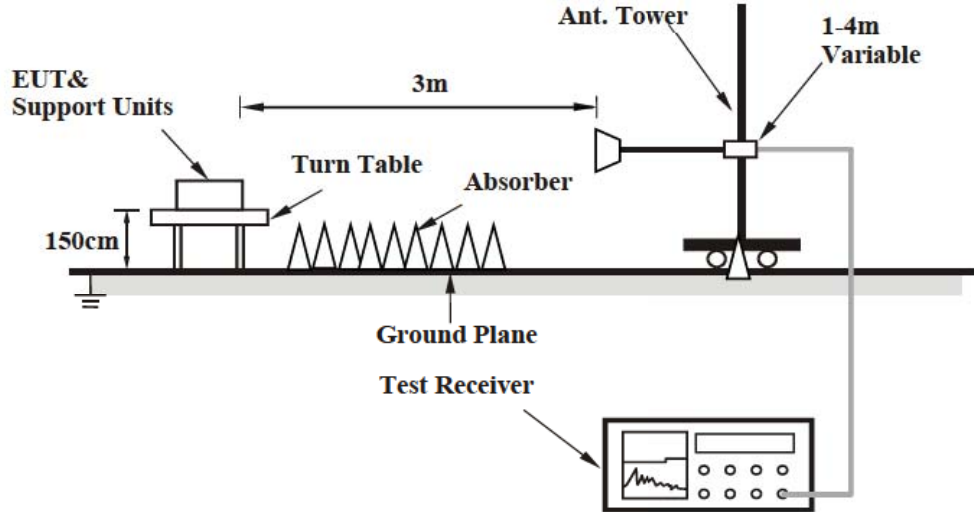 Ant. Tower
1-4m
Variable
EUT&
Support Units
3m
Turn Table
Absorber
150cm
Ground Plane
Test Receiver